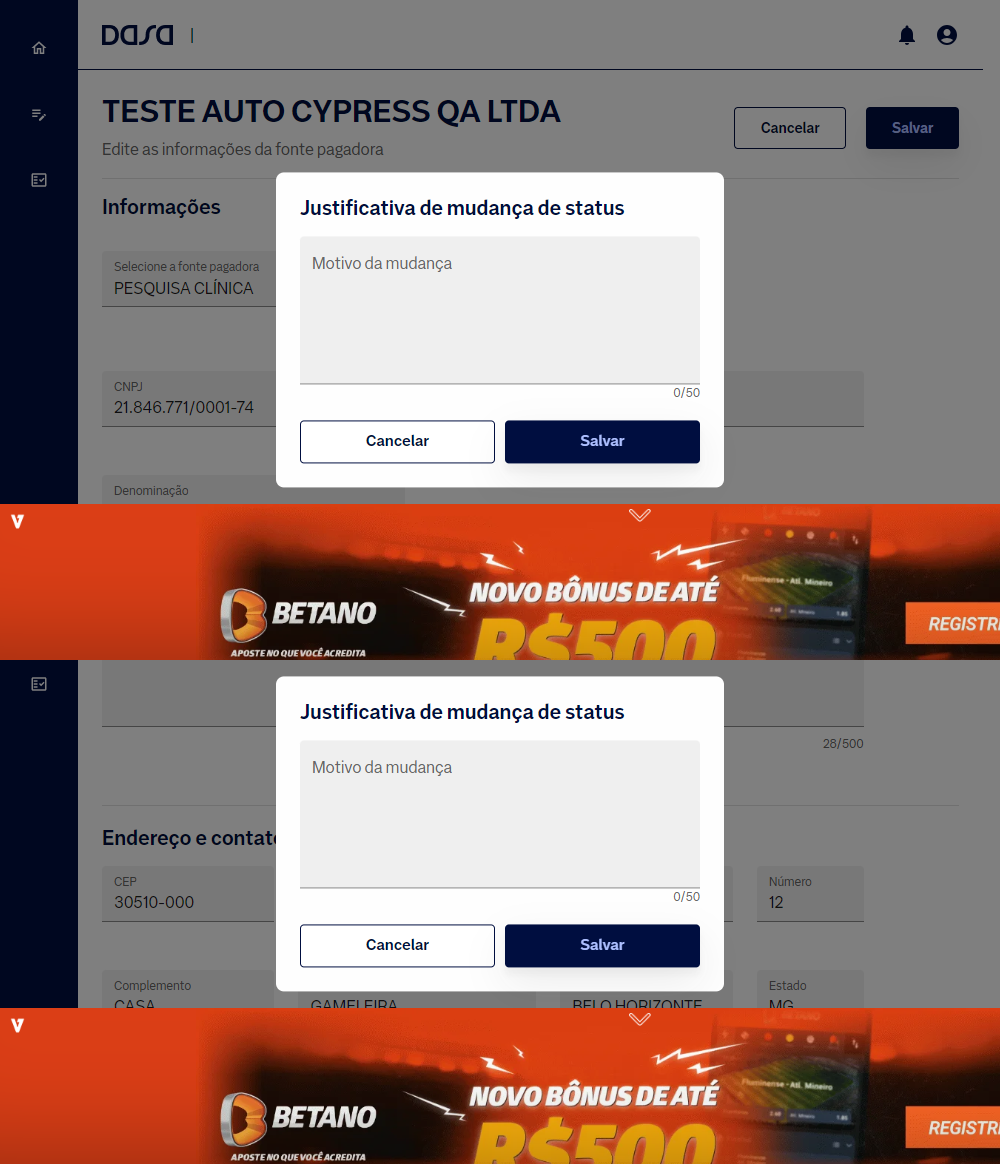 Dasa
TESTE AUTO CYPRESS QA LTDA
Cancelar
Salvar
Edite as informações da fonte pagadora
Informações
Justificativa de mudança de status
Selecione a fonte pagadora
PESQUISA CLÍNICA
Motivo da mudança
CNPJ
21.846.771/0001-74
0/50
Cancelar
Salvar
Denominação
V
BETANO
APOSTE NO QUE VOCÊ ACREDITA
NOVO BÔNUS DE ATÉ
R$500
Fluminense - Atl. Mineiro
REGISTR
Justificativa de mudança de status
28/500
Motivo da mudança
Endereço e contat
CEP
30510-000
Número
12
0/50
Cancelar
Salvar
Complemento
CASA
GAMELEIRA
BELO HORIZONTE
Estado
MG
V
BETANO
APOSTE NO QUE VOCÊ ACREDITA
NOVO BÔNUS DE ATÉ
R$500
Fluminense - Atl. Mineiro
REGISTR